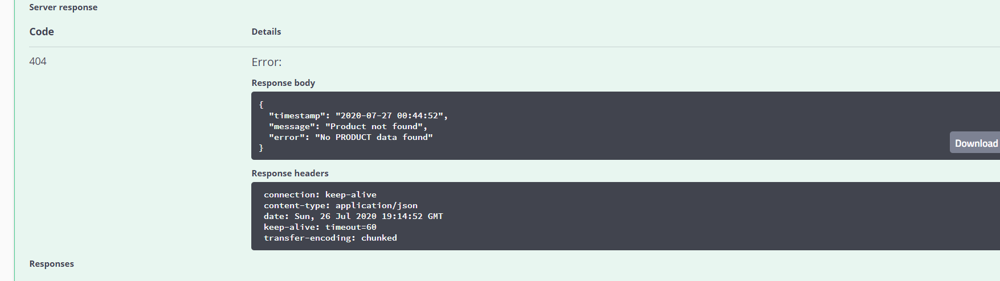 Server response
Code Details
404 Error:
Response body
{
"timestamp": "2020-07-27 00:44:52",
"message": "Product not found",
"error": "No PRODUCT data found"
}
Download
Response headers
connection: keep-alive
content-type: application/json
date: Sun, 26 Jul 2020 19:14:52 GMT
keep-alive: timeout=60
transfer-encoding: chunked
Responses